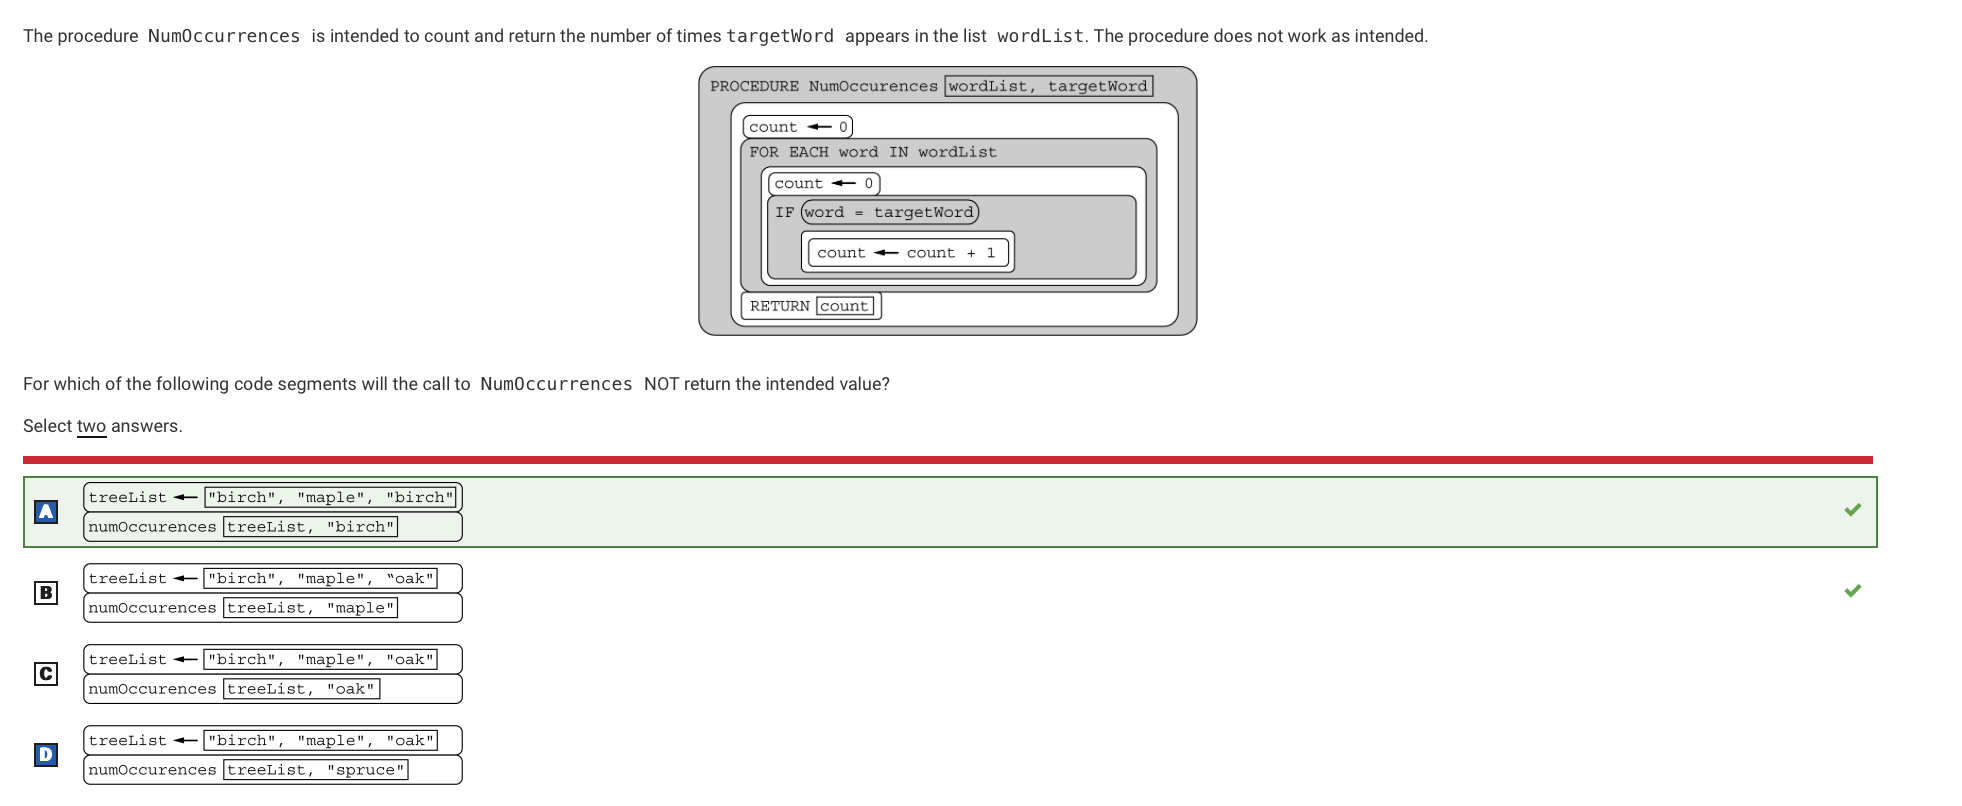 The procedure NumOccurrences is intended to count and return the number of times targetWord appears in the list wordList. The procedure does not work as intended.
PROCEDURE NumOccurences wordList, targetWord
count ← 0
FOR EACH word IN wordList
count ← 0
IF word = targetWord
count ← count + 1
RETURN count
For which of the following code segments will the call to NumOccurrences NOT return the intended value?
Select two answers.
A
treeList ← "birch", "maple", "birch"
numOccurences treeList, "birch"
B
treeList ← "birch", "maple", “oak"
numOccurences treeList, "maple"
C
treeList ← "birch", "maple", "oak"
numOccurences treeList, "oak"
D
treeList ← "birch", "maple", "oak"
numOccurences treeList, "spruce"